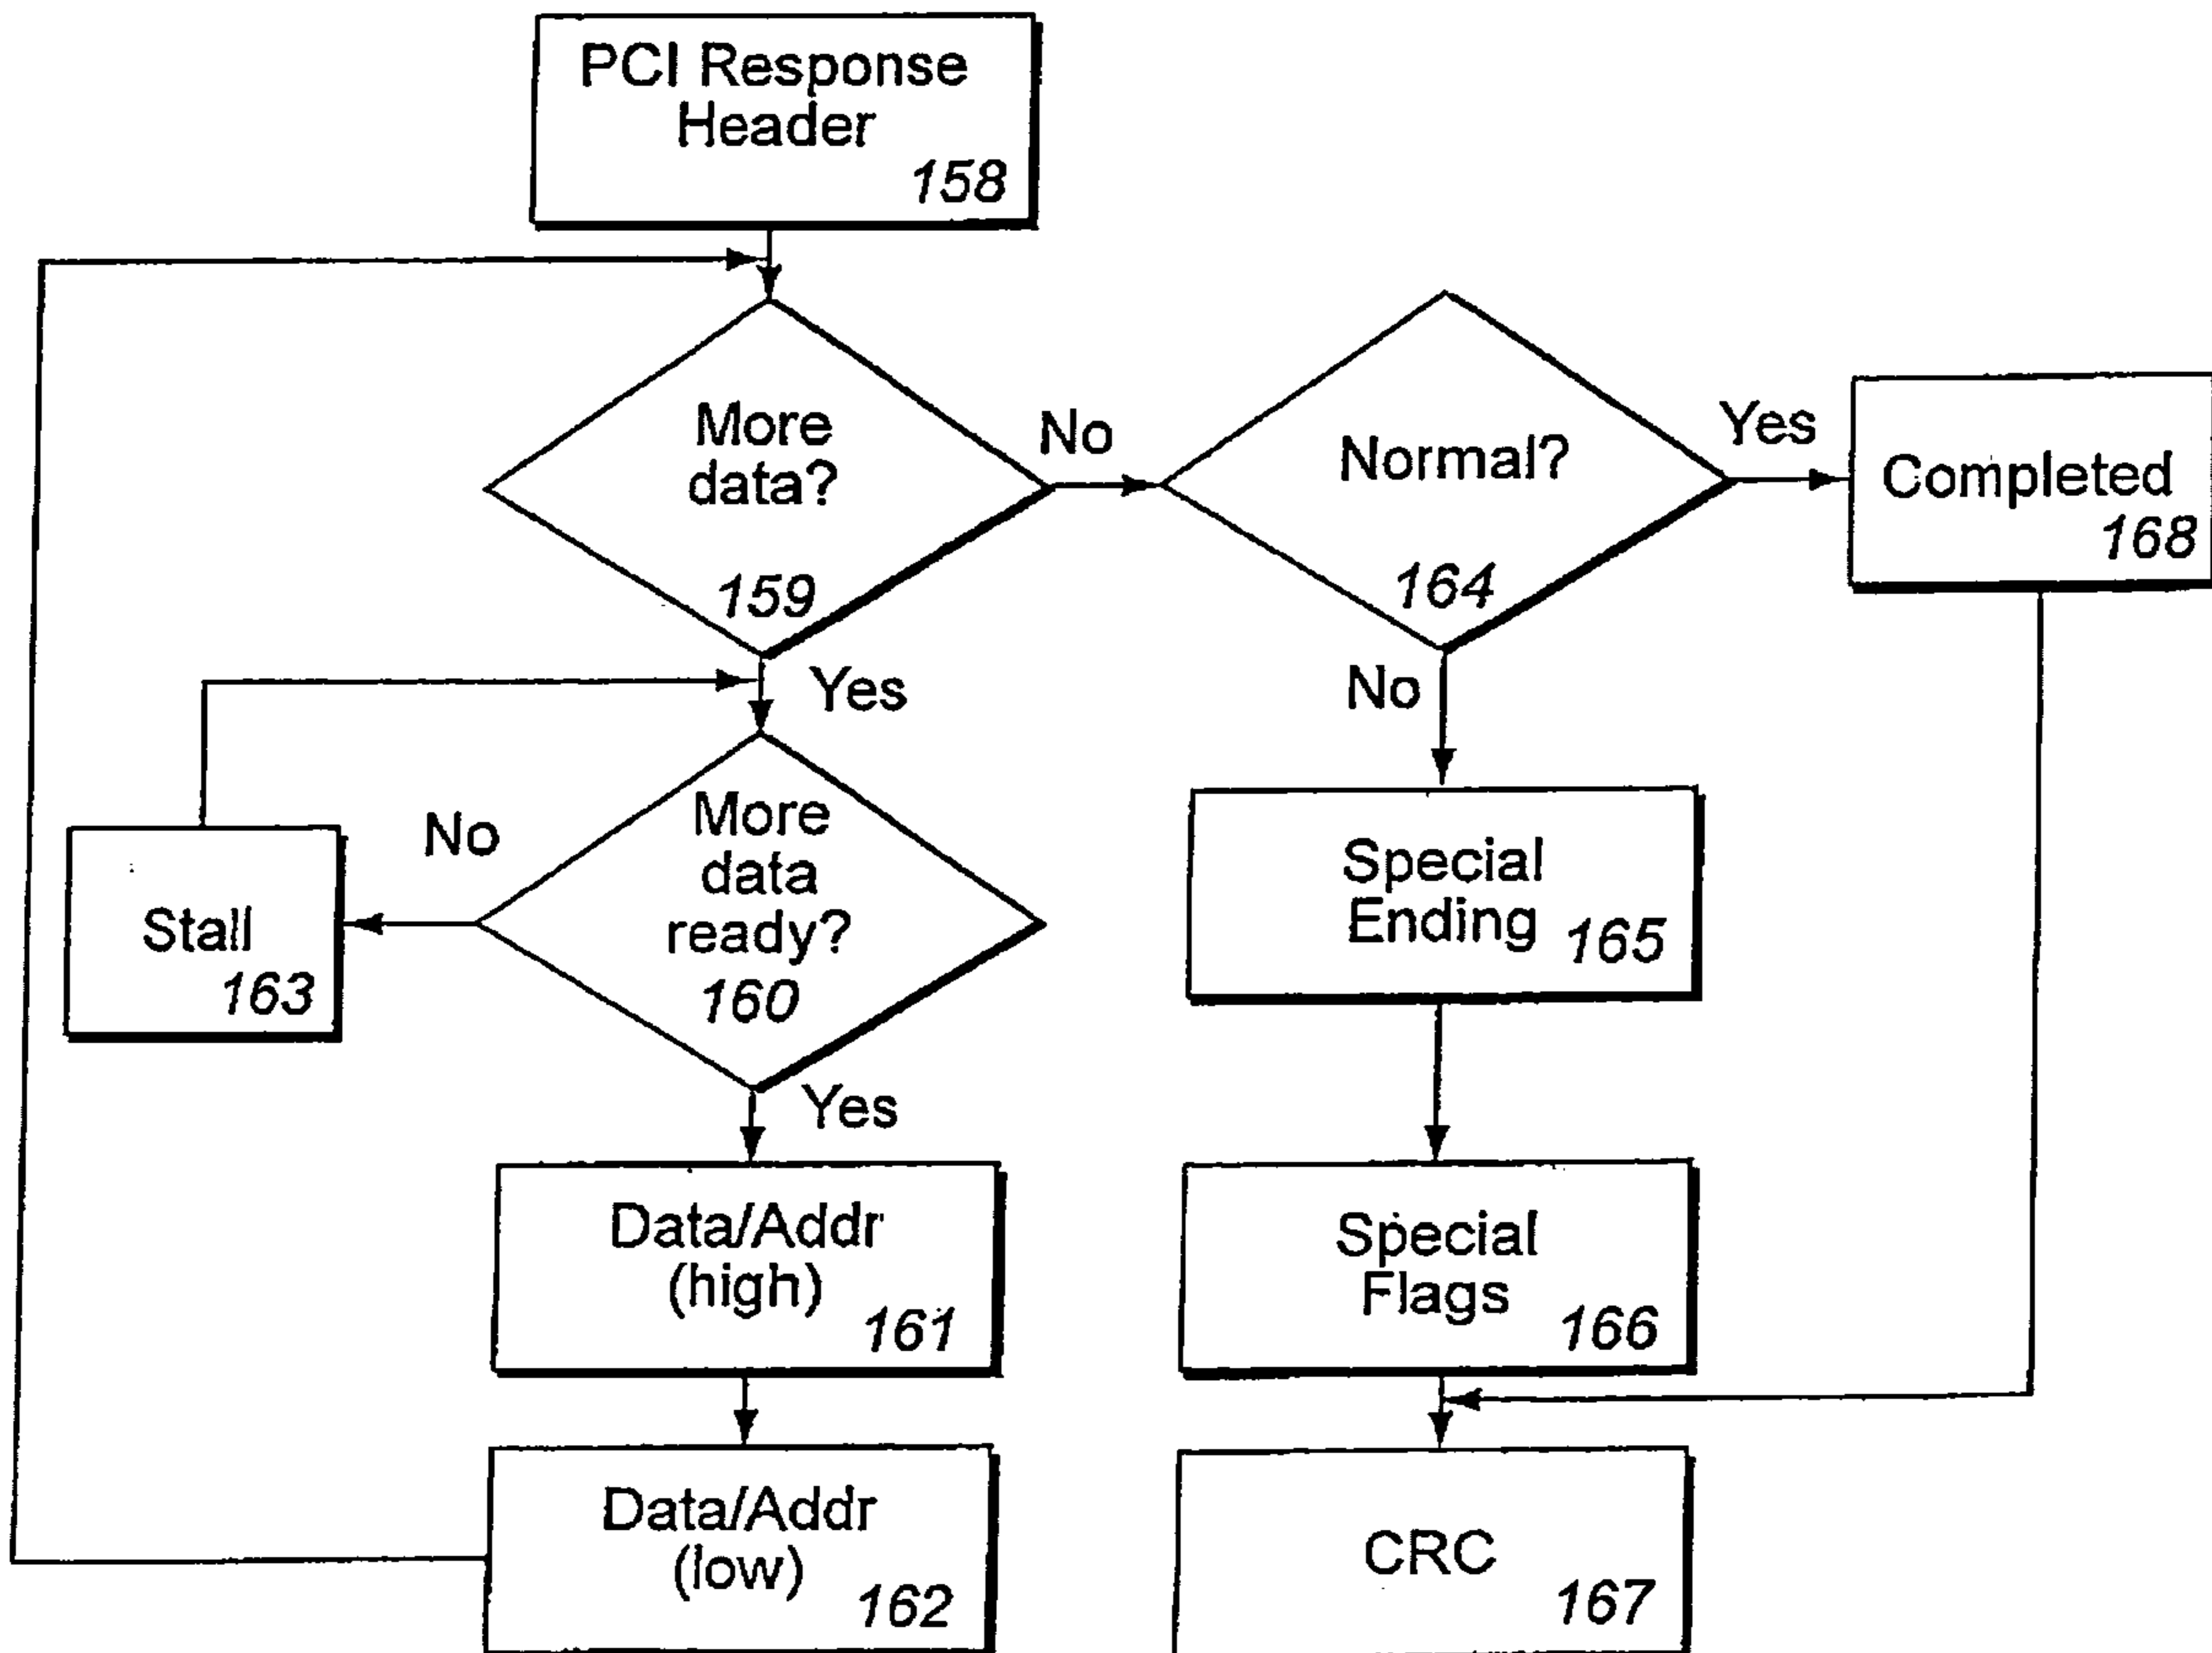 PCI Response
Header
158
More
data?
159
No
Normal?
164
Yes
Completed
168
Yes
No
More
data
ready?
160
No
Stall
163
Special
Ending 165
Yes
Data/Addr
(high)
161
Special
Flags
166
Data/Addr
(low)
162
CRC
167